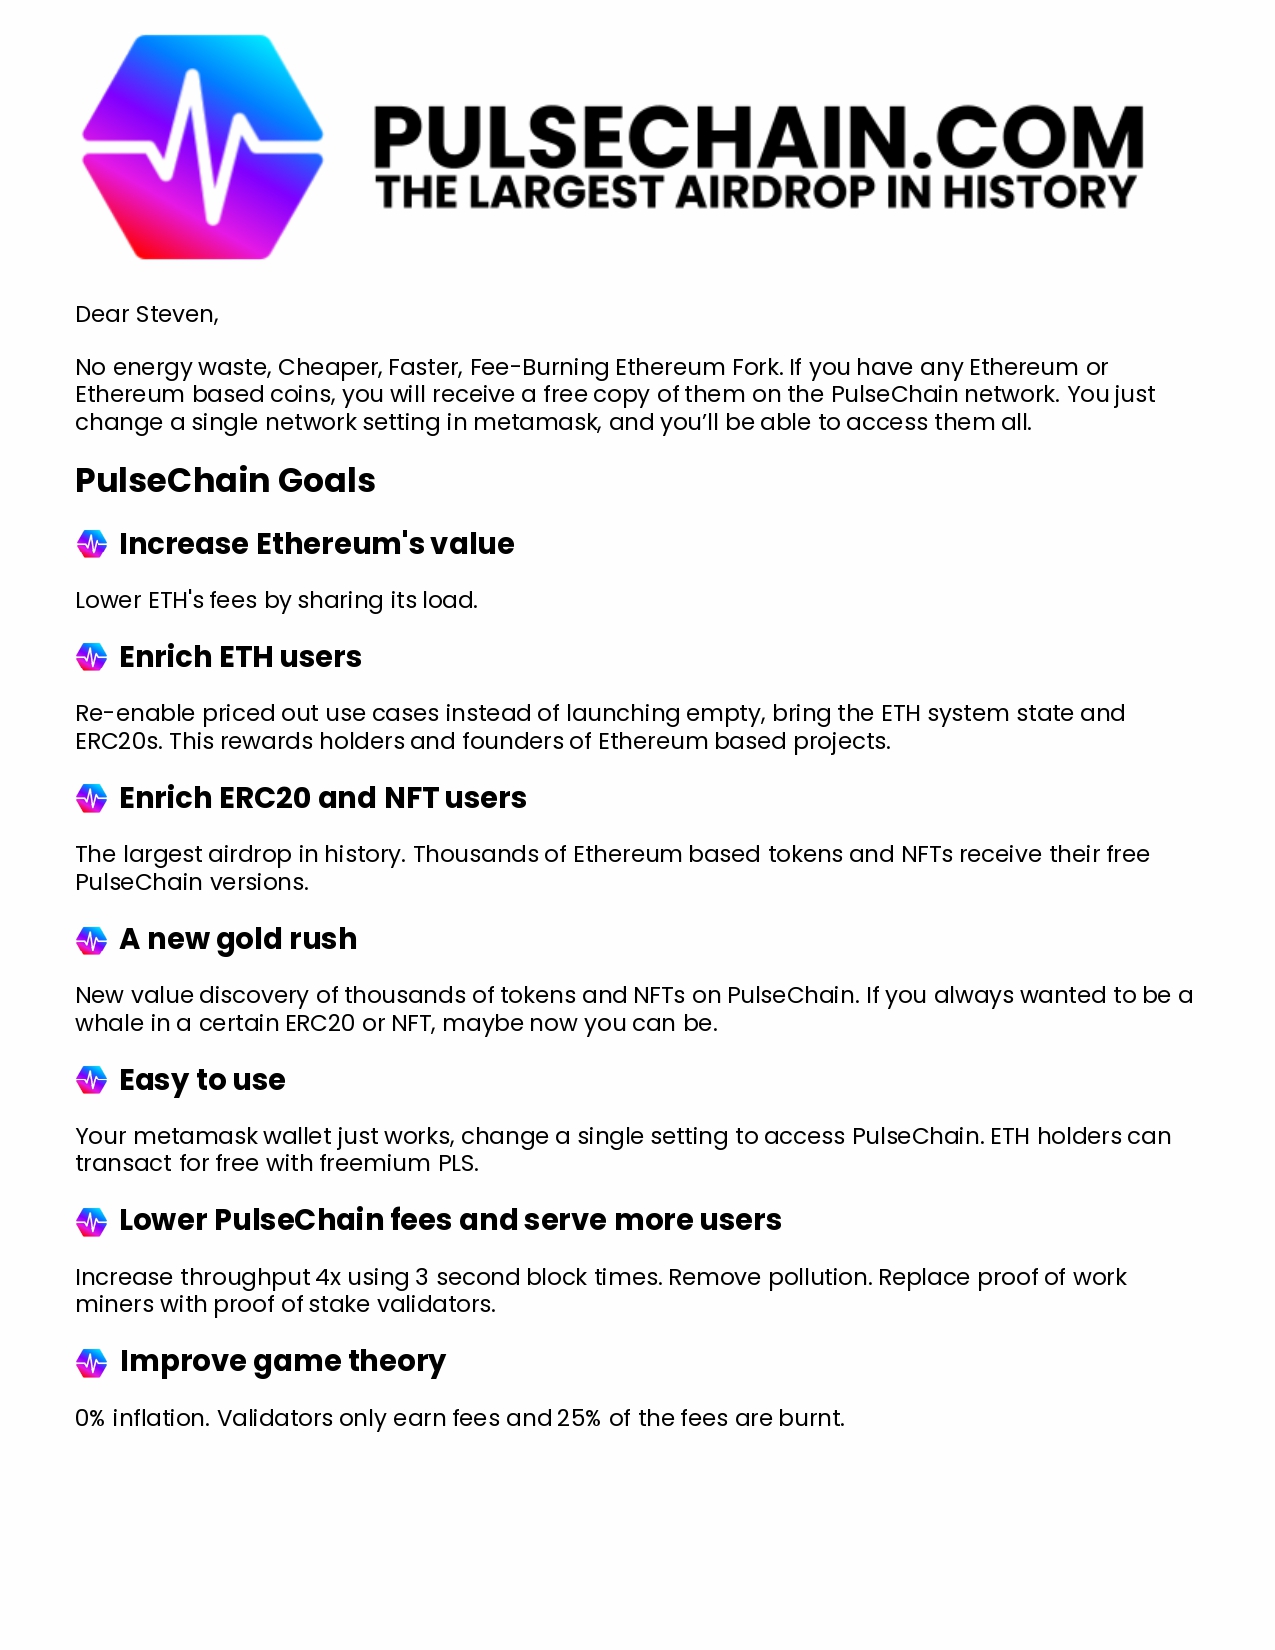 PULSECHAIN.COM
THE LARGEST AIRDROP IN HISTORY
Dear Steven,
No energy waste, Cheaper, Faster, Fee-Burning Ethereum Fork. If you have any Ethereum or
Ethereum based coins, you will receive a free copy of them on the PulseChain network. You just
change a single network setting in metamask, and you’ll be able to access them all.
PulseChain Goals
Increase Ethereum's value
Lower ETH's fees by sharing its load.
Enrich ETH users
Re-enable priced out use cases instead of launching empty, bring the ETH system state and
ERC20s. This rewards holders and founders of Ethereum based projects.
Enrich ERC20 and NFT users
The largest airdrop in history. Thousands of Ethereum based tokens and NFTs receive their free
PulseChain versions.
A new gold rush
New value discovery of thousands of tokens and NFTs on PulseChain. If you always wanted to be a
whale in a certain ERC20 or NFT, maybe now you can be.
Easy to use
Your metamask wallet just works, change a single setting to access PulseChain. ETH holders can
transact for free with freemium PLS.
Lower PulseChain fees and serve more users
Increase throughput 4x using 3 second block times. Remove pollution. Replace proof of work
miners with proof of stake validators.
Improve game theory
0% inflation. Validators only earn fees and 25% of the fees are burnt.